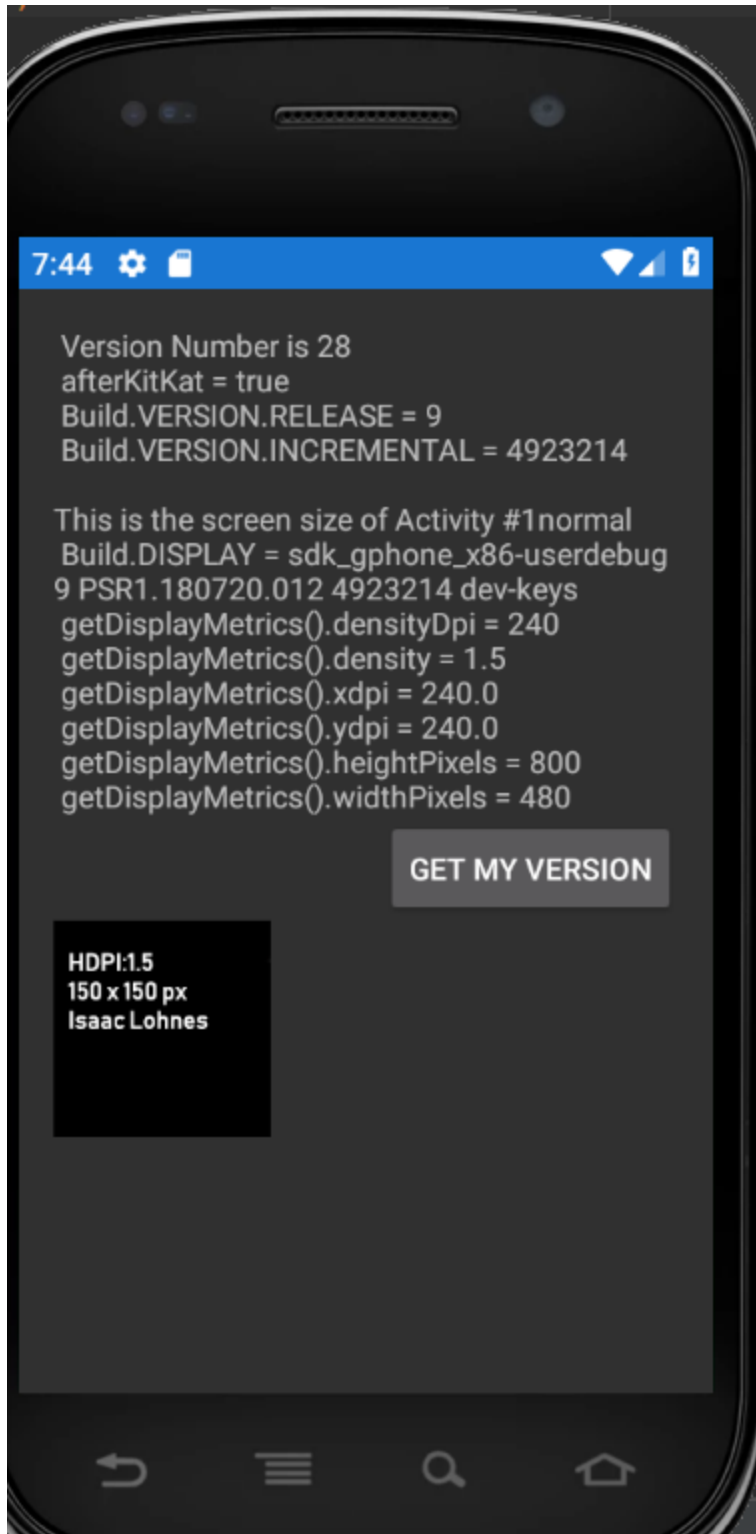 7:44
Version Number is 28
afterKitKat = true
Build.VERSION.RELEASE = 9
Build.VERSION.INCREMENTAL = 4923214
This is the screen size of Activity #1normal
Build.DISPLAY = sdk_gphone_x86-userdebug
9 PSR1.180720.012 4923214 dev-keys
getDisplayMetrics().densityDpi = 240
getDisplayMetrics().density = 1.5
getDisplayMetrics().xdpi = 240.0
getDisplayMetrics().ydpi = 240.0
getDisplayMetrics().heightPixels = 800
getDisplayMetrics().widthPixels = 480
GET MY VERSION
HDPI:1.5
150 x 150 px
Isaac Lohnes